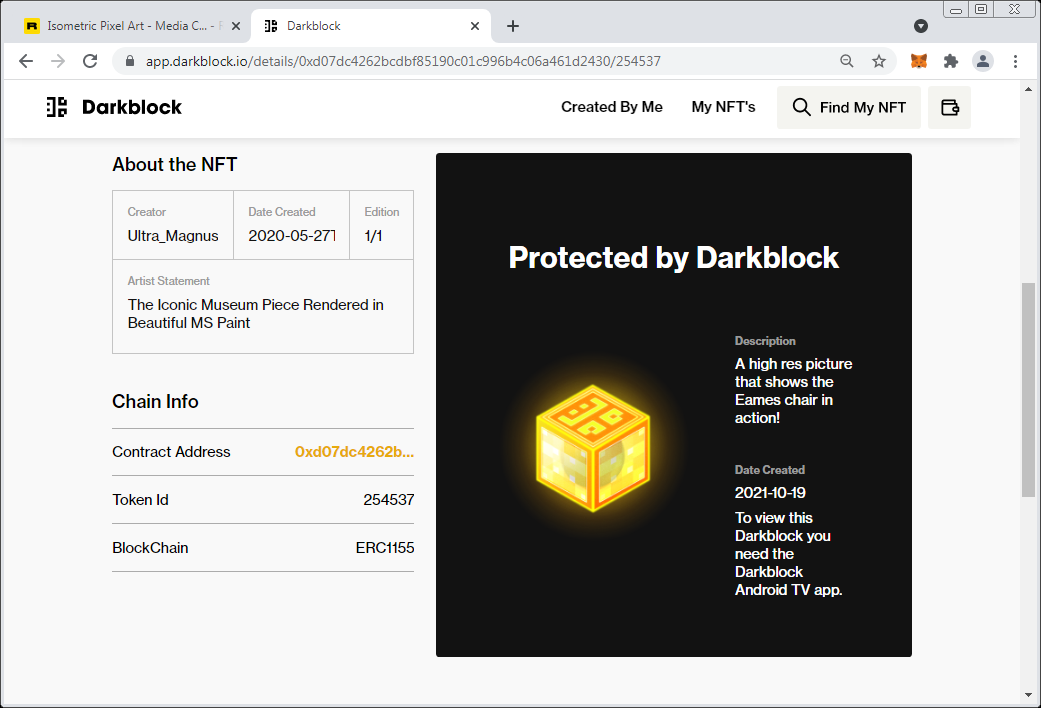 Isometric Pixel Art - Media C... -
Darkblock
app.darkblock.io/details/0xd07dc4262bcdbf85190c01c996b4c06a461d2430/254537
Darkblock
Created By Me
My NFT's
Find My NFT
About the NFT
Creator
Date Created
Edition
Ultra_Magnus
2020-05-27T
1/1
Artist Statement
The Iconic Museum Piece Rendered in
Beautiful MS Paint
Chain Info
Contract Address
0xd07dc4262b...
Token Id
254537
BlockChain
ERC1155
Protected by Darkblock
Description
A high res picture
that shows the
Eames chair in
action!
Date Created
2021-10-19
To view this
Darkblock you
need the
Darkblock
Android TV app.